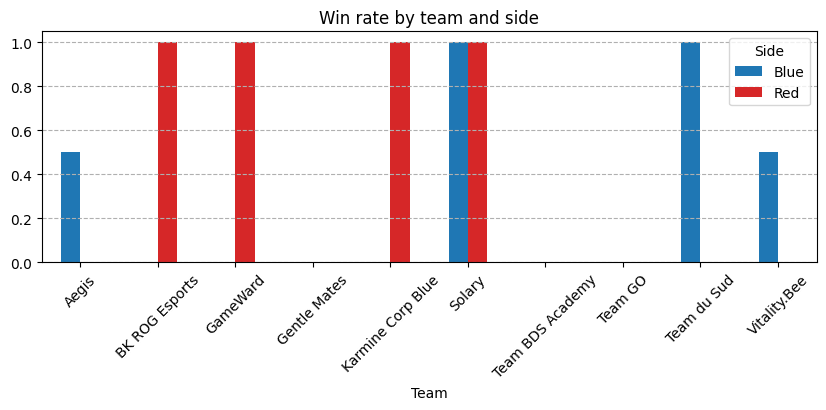 Win rate by team and side
1.0
0.8
0.6
0.4
0.2
0.0
Side
Blue
Red
Aegis
BK ROG Esports
GameWard
Gentle Mates
Karmine Corp Blue
Solary
Team BDS Academy
Team GO
Team du Sud
Vitality.Bee
Team